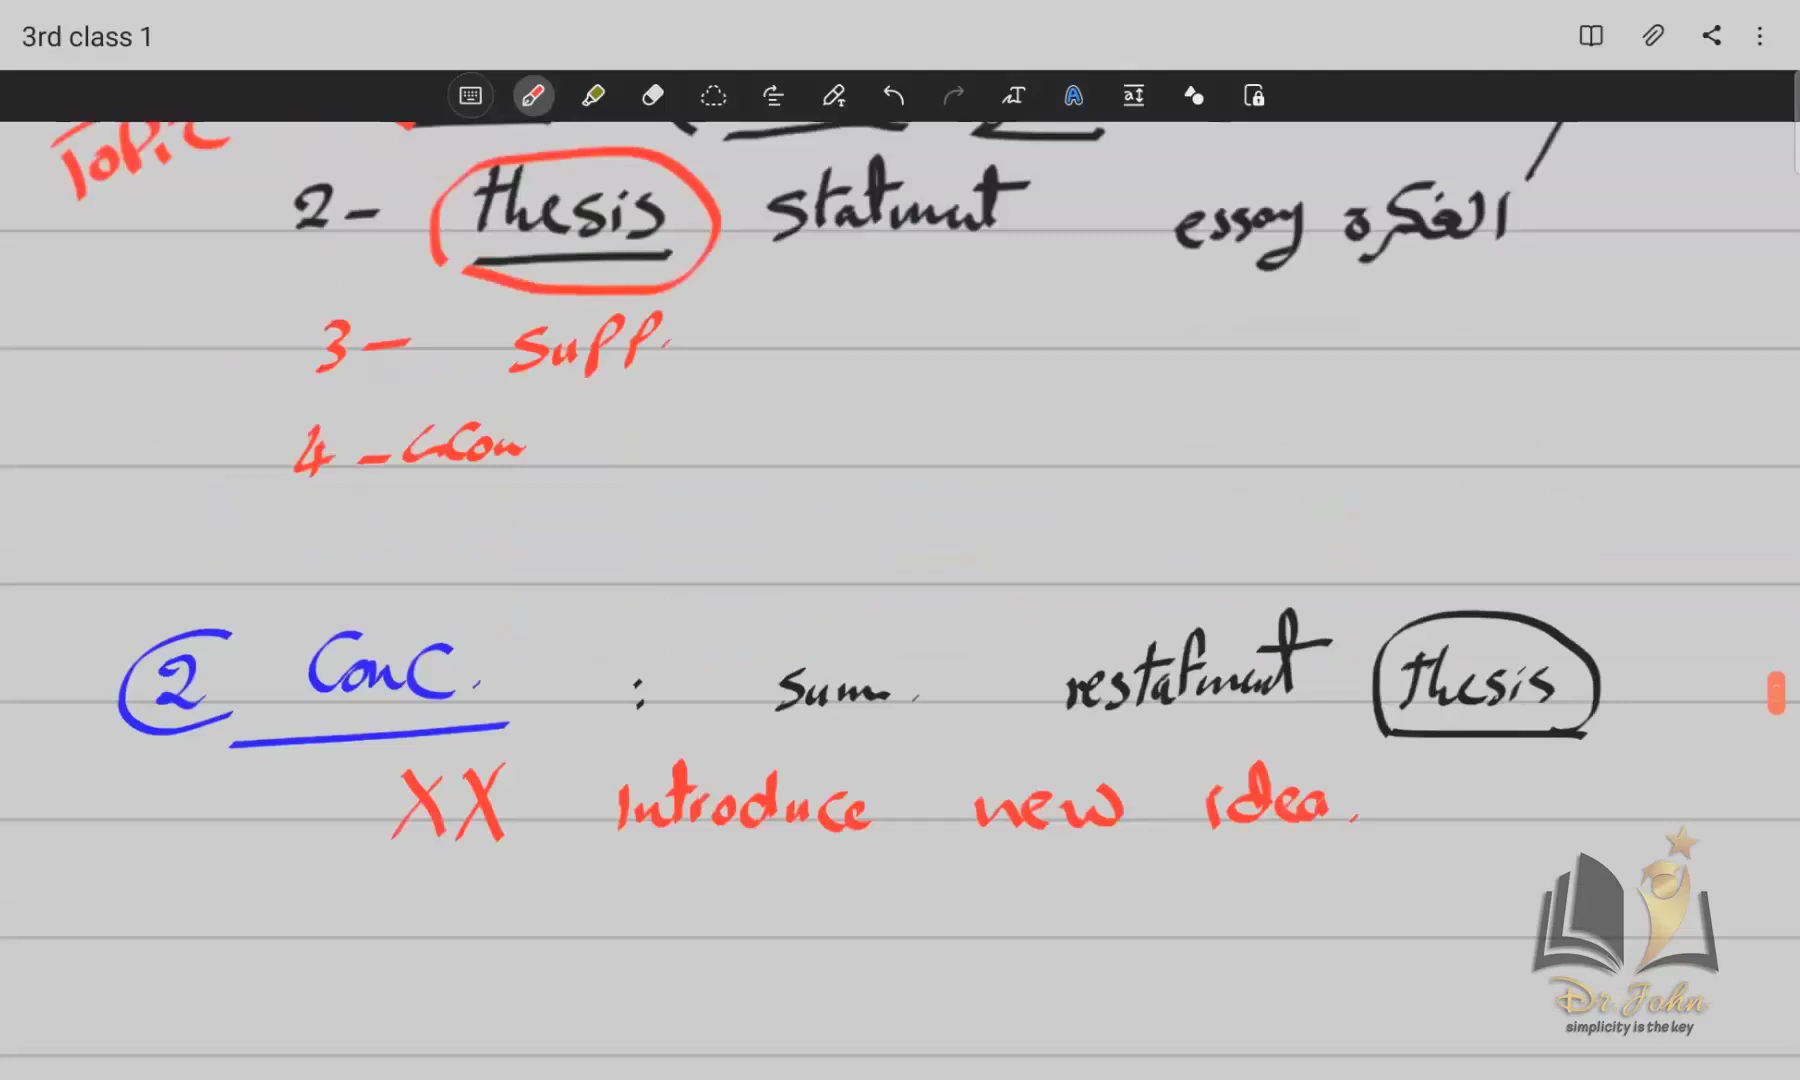 3rd class 1
Topic
2- thesis statment essay الفكرة
3- Supp.
4-
2 Conc. : sum. restatment thesis
XX Introduce new idea.
Dr. John
simplicity is the key